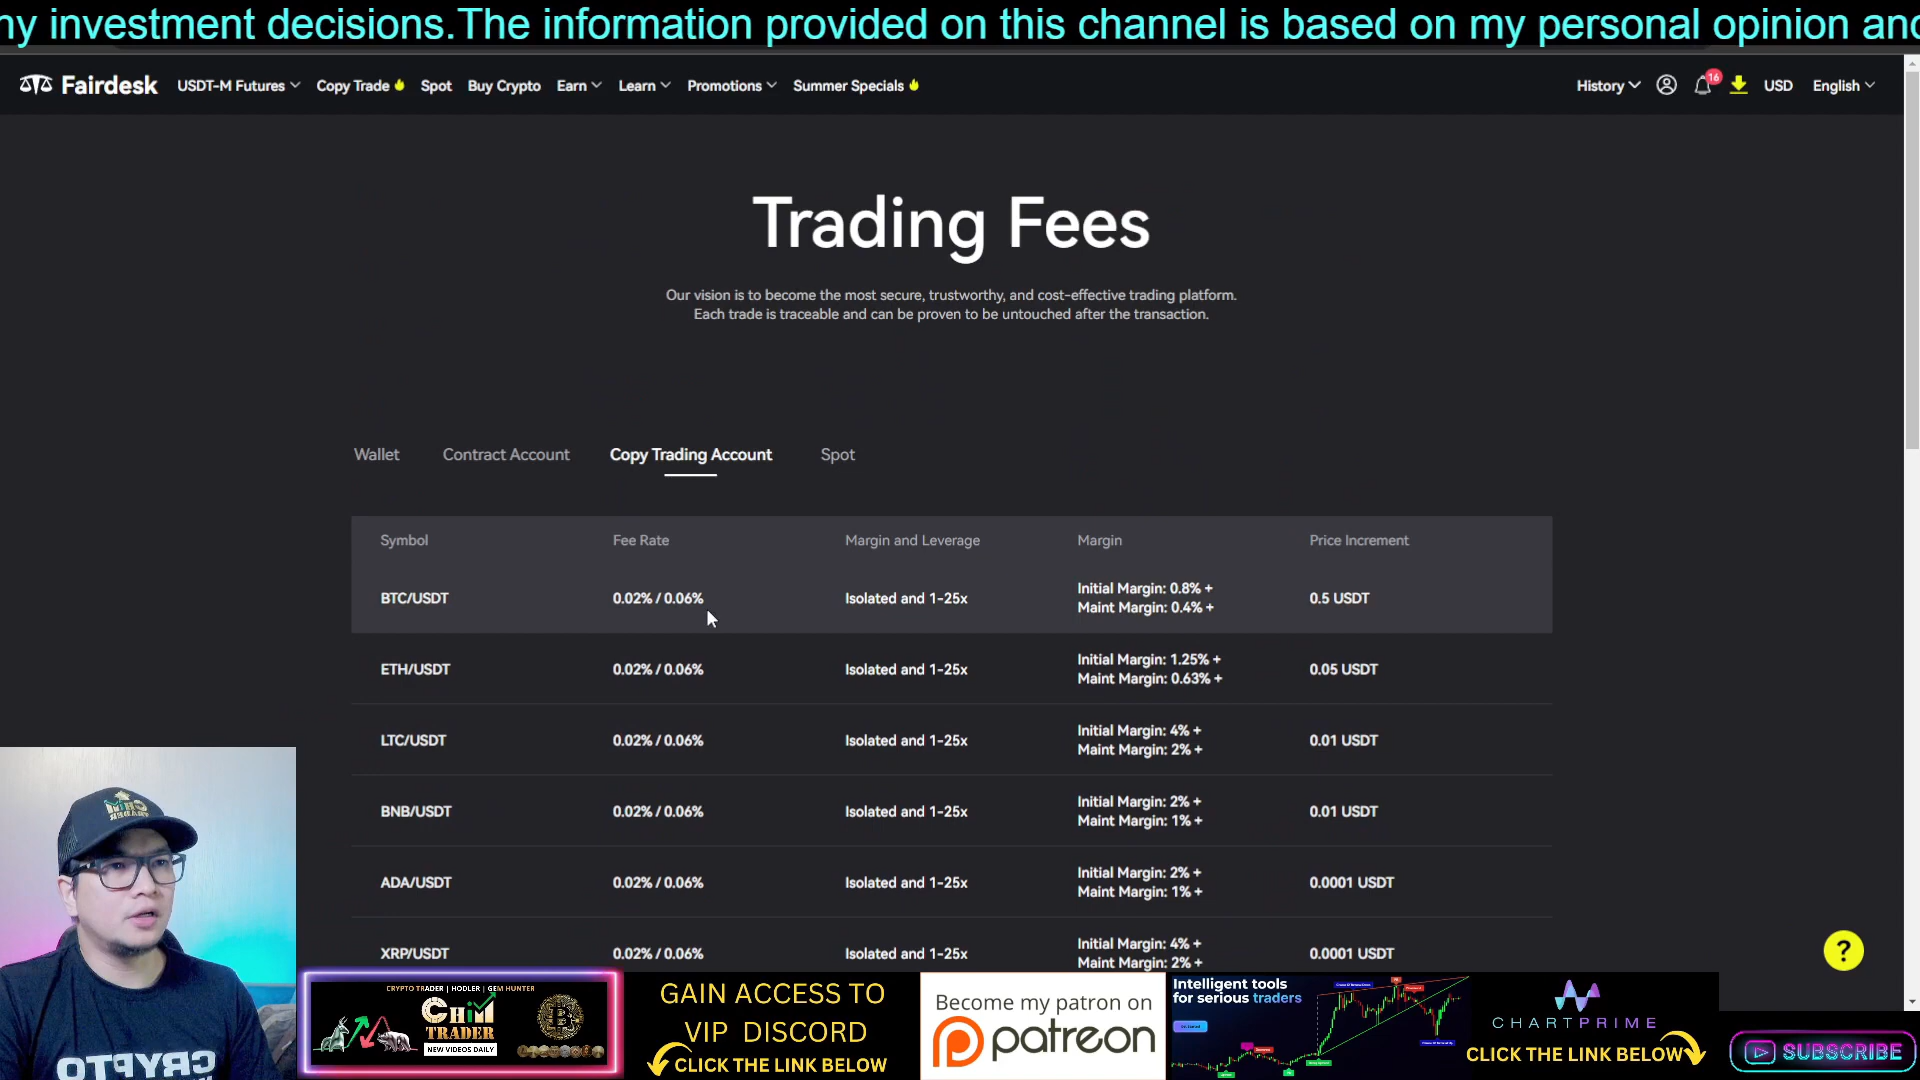 ny investment decisions.The information provided on this channel is based on my personal opinion and
Fairdesk USDT-M Futures Copy Trade Spot Buy Crypto Earn Learn Promotions Summer Specials History 16 USD English
Trading Fees
Our vision is to become the most secure, trustworthy, and cost-effective trading platform.
Each trade is traceable and can be proven to be untouched after the transaction.
Wallet Contract Account Copy Trading Account Spot
Symbol Fee Rate Margin and Leverage Margin Price Increment
BTC/USDT 0.02% / 0.06% Isolated and 1-25x Initial Margin: 0.8% + 0.5 USDT
Maint Margin: 0.4% +
ETH/USDT 0.02% / 0.06% Isolated and 1-25x Initial Margin: 1.25% + 0.05 USDT
Maint Margin: 0.63% +
LTC/USDT 0.02% / 0.06% Isolated and 1-25x Initial Margin: 4% + 0.01 USDT
Maint Margin: 2% +
BNB/USDT 0.02% / 0.06% Isolated and 1-25x Initial Margin: 2% + 0.01 USDT
Maint Margin: 1% +
ADA/USDT 0.02% / 0.06% Isolated and 1-25x Initial Margin: 2% + 0.0001 USDT
Maint Margin: 1% +
XRP/USDT 0.02% / 0.06% Isolated and 1-25x Initial Margin: 4% + 0.0001 USDT
Maint Margin: 2% +
?
CRYPTO
CRYPTO TRADER | HODLER | GEM HUNTER
CHIM
TRADER
NEW VIDEOS DAILY
GAIN ACCESS TO
VIP DISCORD
CLICK THE LINK BELOW
Become my patron on
patreon
Intelligent tools
for serious traders
CHARTPRIME
CLICK THE LINK BELOW
SUBSCRIBE